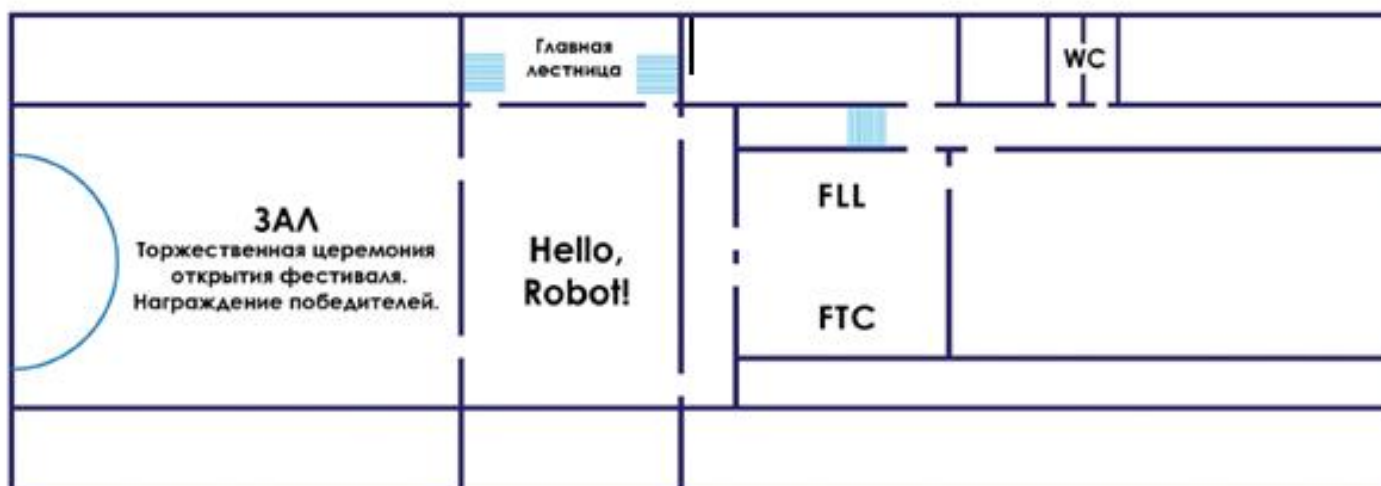 Главная
лестница
WC
FLL
ЗАЛ
Торжественная церемония
открытия фестиваля.
Награждение победителей.
Hello,
Robot!
FTC